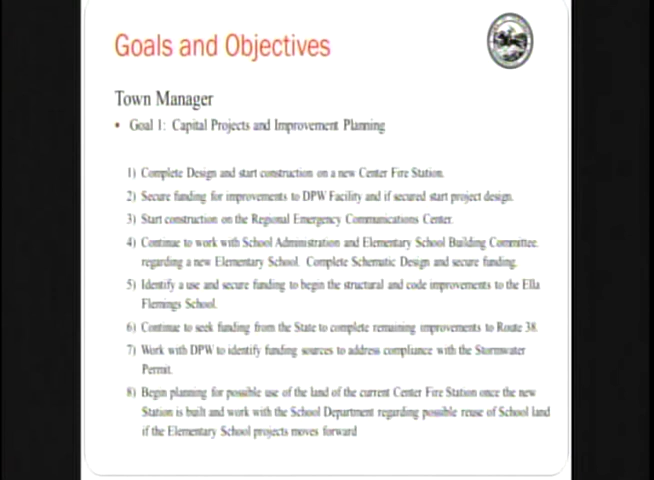 Goals and Objectives
Town Manager
• Goal 1: Capital Projects and Improvement Planning
1) Complete Design and start construction on a new Center Fire Station.
2) Secure funding for improvements to DPW Facility and if secured start project design.
3) Start construction on the Regional Emergency Communications Center.
4) Continue to work with School Administration and Elementary School Building Committee
regarding a new Elementary School. Complete Schematic Design and secure funding.
5) Identify a use and secure funding to begin the structural and code improvements to the Ella
Flemings School.
6) Continue to seek funding from the State to complete remaining improvements to Route 38.
7) Work with DPW to identify funding sources to address compliance with the Stormwater
Permit.
8) Begin planning for possible use of the land of the current Center Fire Station once the new
Station is built and work with the School Department regarding possible reuse of School land
if the Elementary School projects moves forward